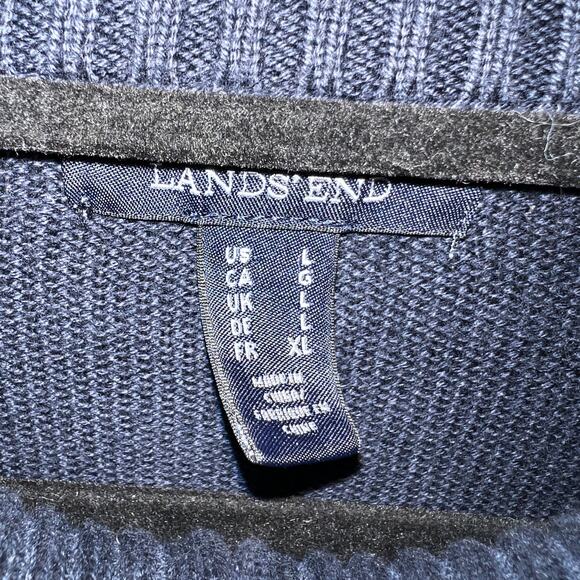 LANDS' END
US L
CA G
UK L
DE L
FR XL
MADE IN
CHINA
FABRIQUÉ EN
CHINE